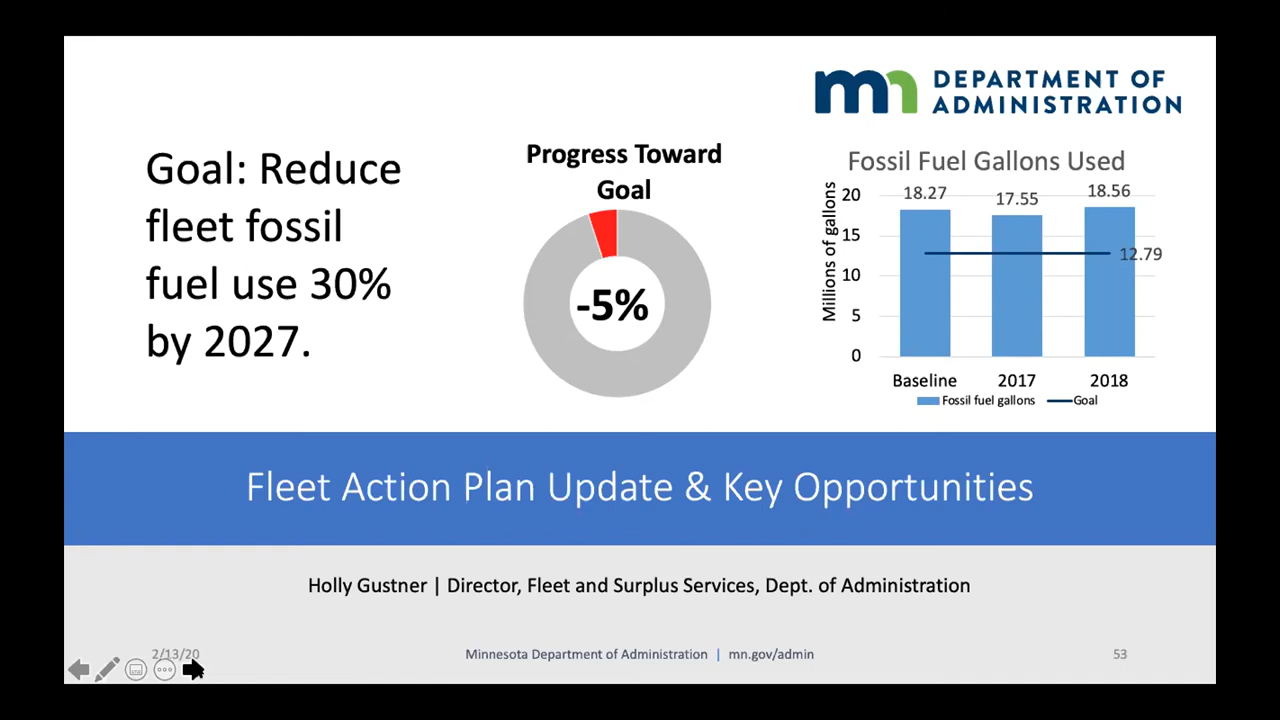 mn DEPARTMENT OF
ADMINISTRATION
Goal: Reduce
fleet fossil
fuel use 30%
by 2027.
Progress Toward
Goal
-5%
Fossil Fuel Gallons Used
Millions of gallons
20
15
10
5
0
18.27
17.55
18.56
12.79
Baseline
2017
2018
Fossil fuel gallons
Goal
Fleet Action Plan Update & Key Opportunities
Holly Gustner | Director, Fleet and Surplus Services, Dept. of Administration
2/13/20
Minnesota Department of Administration | mn.gov/admin
53